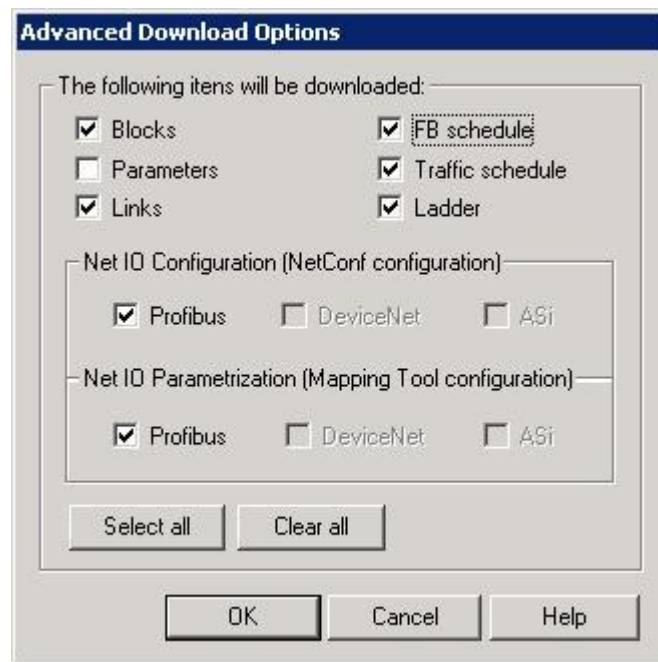 Advanced Download Options
The following itens will be downloaded:
Blocks FB schedule
Parameters Traffic schedule
Links Ladder
Net IO Configuration (NetConf configuration)
Profibus DeviceNet ASi
Net IO Parametrization (Mapping Tool configuration)
Profibus DeviceNet ASi
Select all Clear all
OK Cancel Help